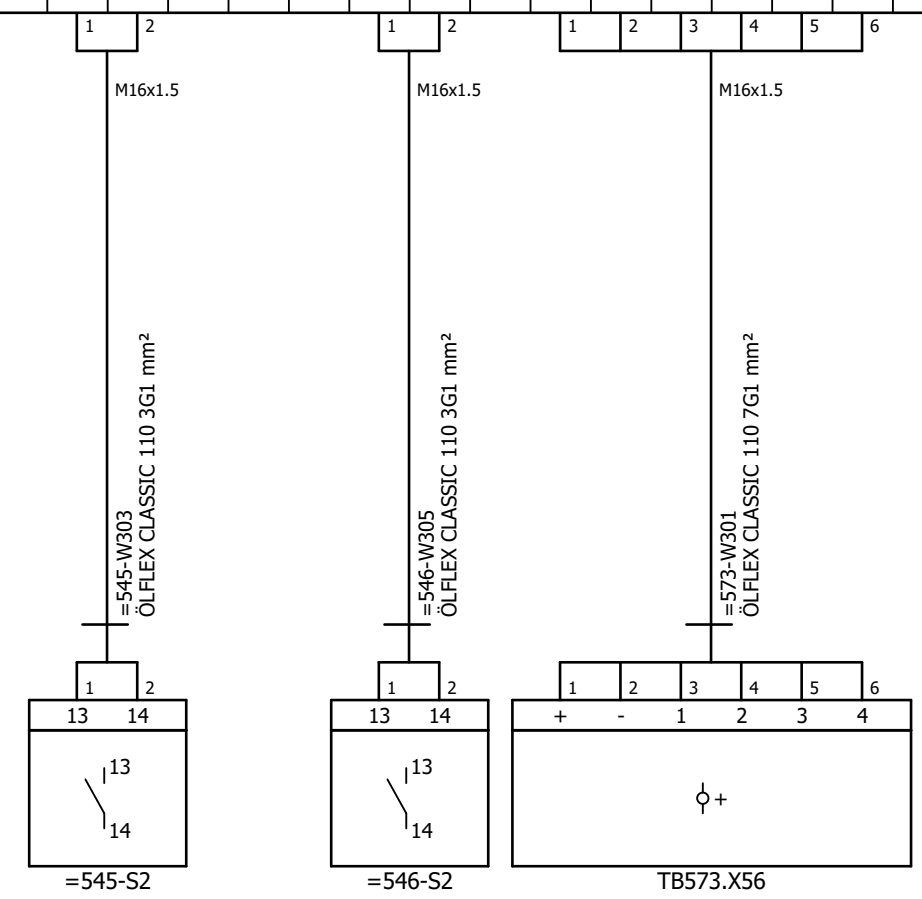 1 2 1 2 1 2 3 4 5 6
M16x1.5 M16x1.5 M16x1.5
=545-W303
ÖLFLEX CLASSIC 110 3G1 mm²
=546-W305
ÖLFLEX CLASSIC 110 3G1 mm²
=573-W301
ÖLFLEX CLASSIC 110 7G1 mm²
1 2 1 2 1 2 3 4 5 6
13 14 13 14 + - 1 2 3 4
13 13
+
14 14
=545-S2 =546-S2 TB573.X56